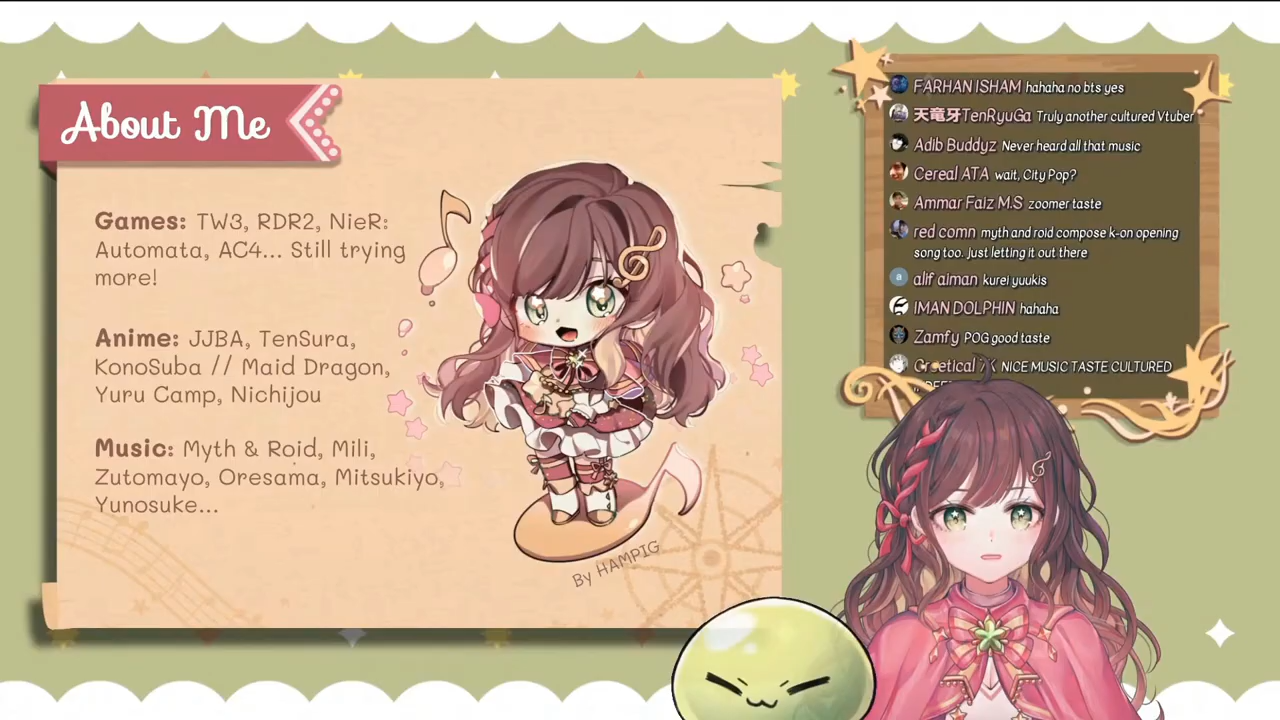 About Me
Games: TW3, RDR2, NieR:
Automata, AC4... Still trying
more!
Anime: JJBA, TenSura,
KonoSuba // Maid Dragon,
Yuru Camp, Nichijou
Music: Myth & Roid, Mili,
Zutomayo, Oresama, Mitsukiyo,
Yunosuke...
By HAMPIG
FARHAN ISHAM hahaha no bts yes
天竜牙TenRyuGa Truly another cultured Vtuber
Adib Buddyz Never heard all that music
Cereal ATA wait, City Pop?
Ammar Faiz M.S zoomer taste
red comn myth and roid compose k-on opening
song too. Just letting it out there
a alif aiman kurei yuukis
IMAN DOLPHIN hahaha
Zamfy POG good taste
NICE MUSIC TASTE CULTURED